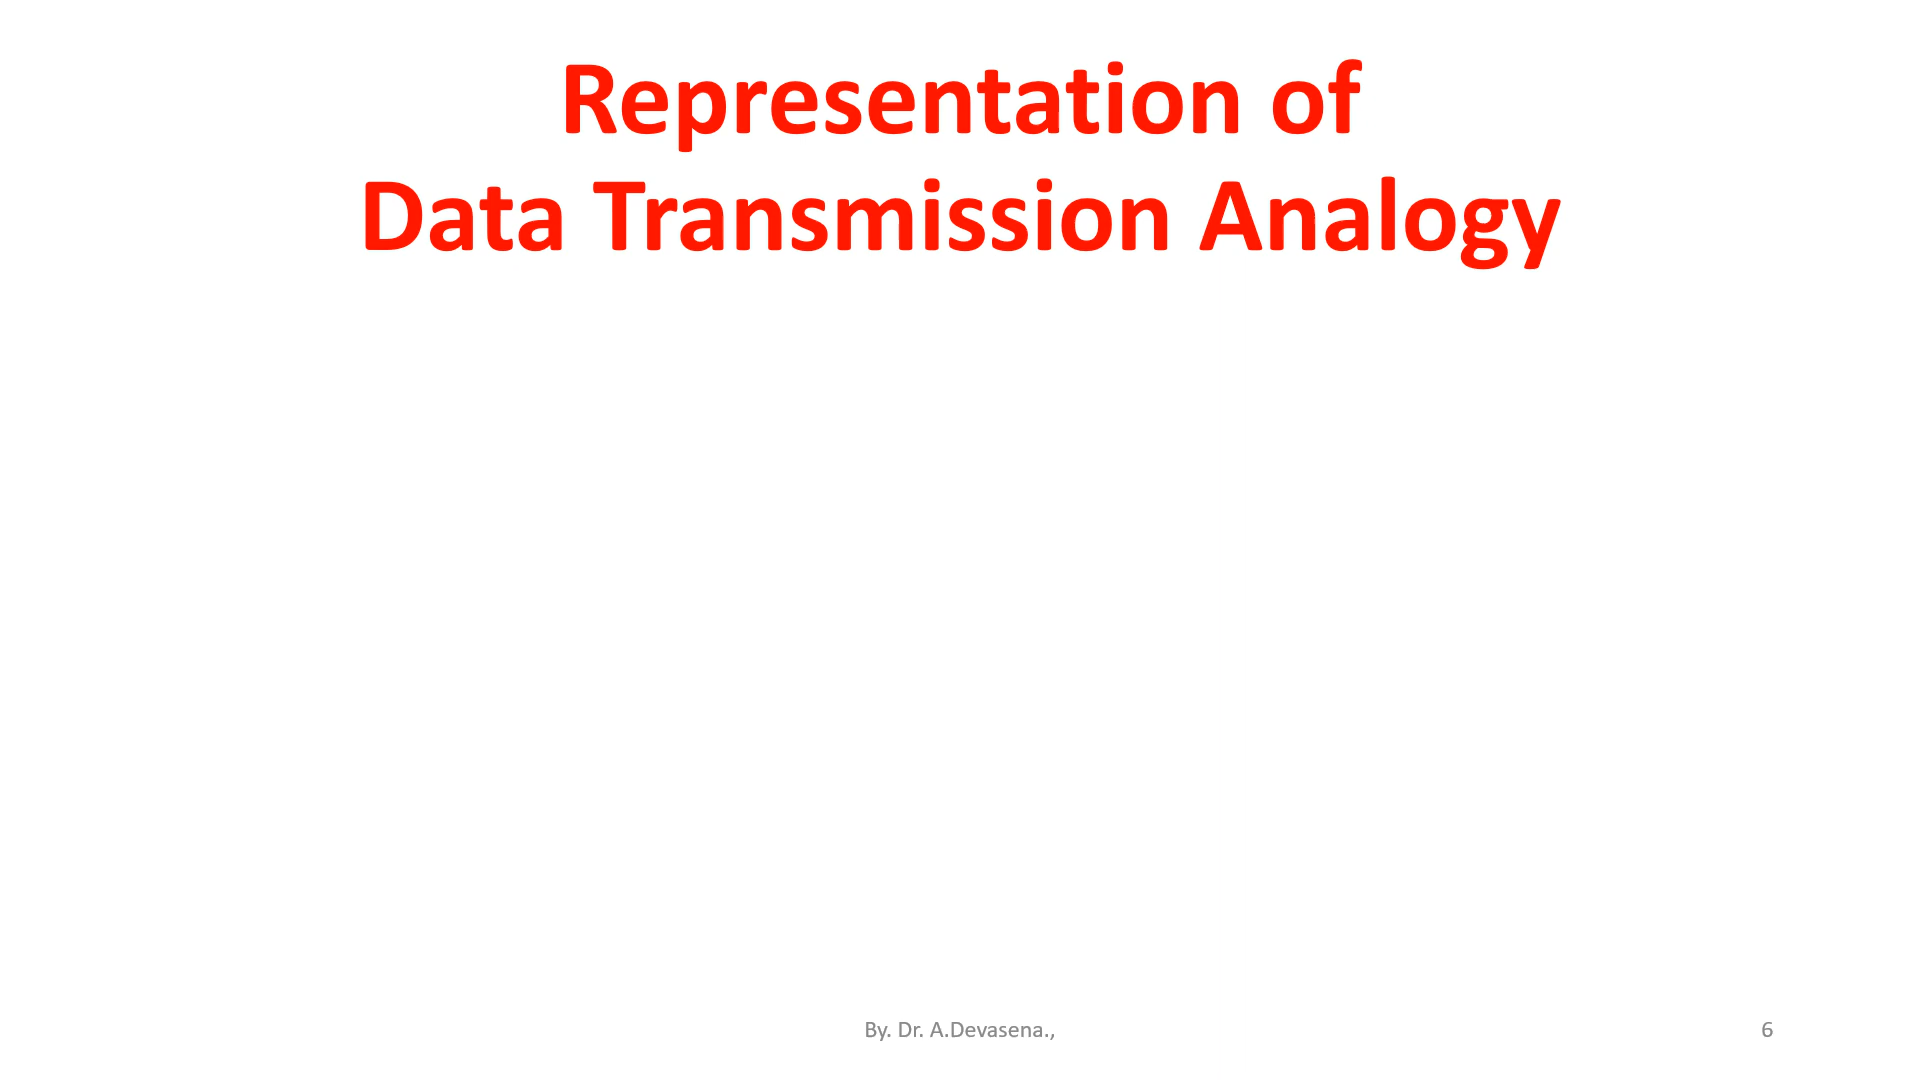 Representation of
Data Transmission Analogy
By. Dr. A.Devasena.,
6